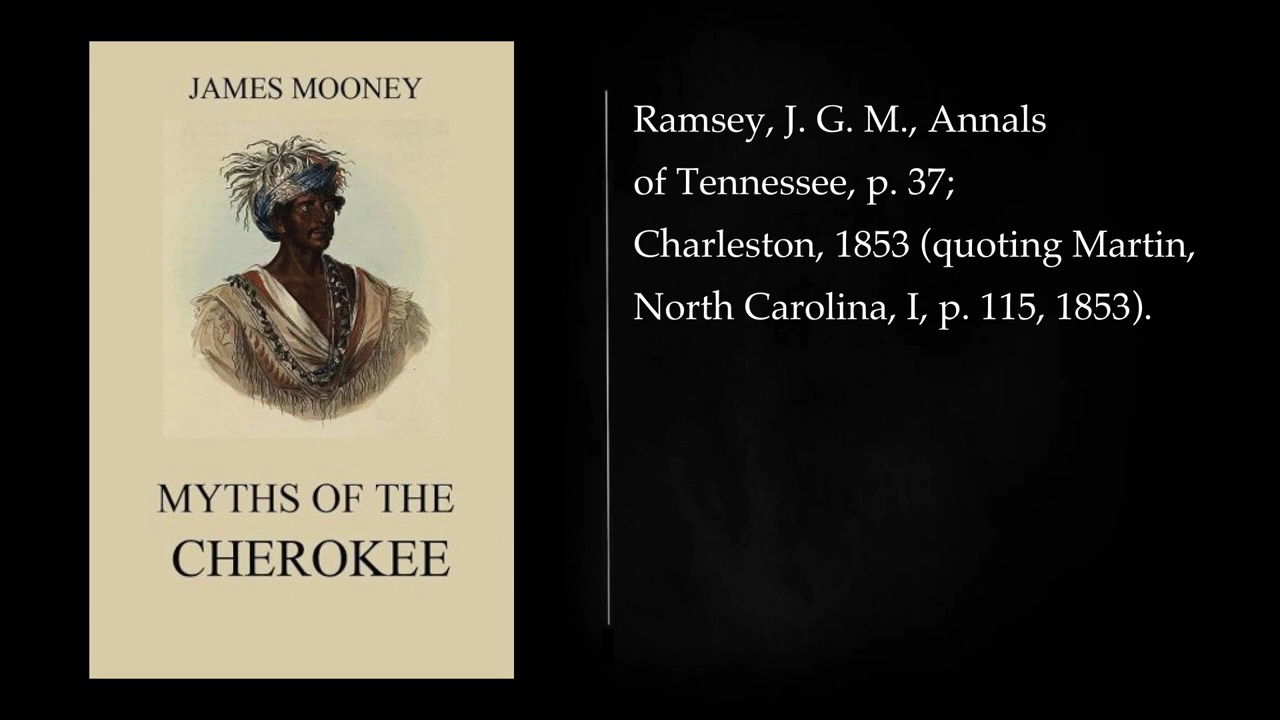 JAMES MOONEY
MYTHS OF THE
CHEROKEE
Ramsey, J. G. M., Annals
of Tennessee, p. 37;
Charleston, 1853 (quoting Martin,
North Carolina, I, p. 115, 1853).